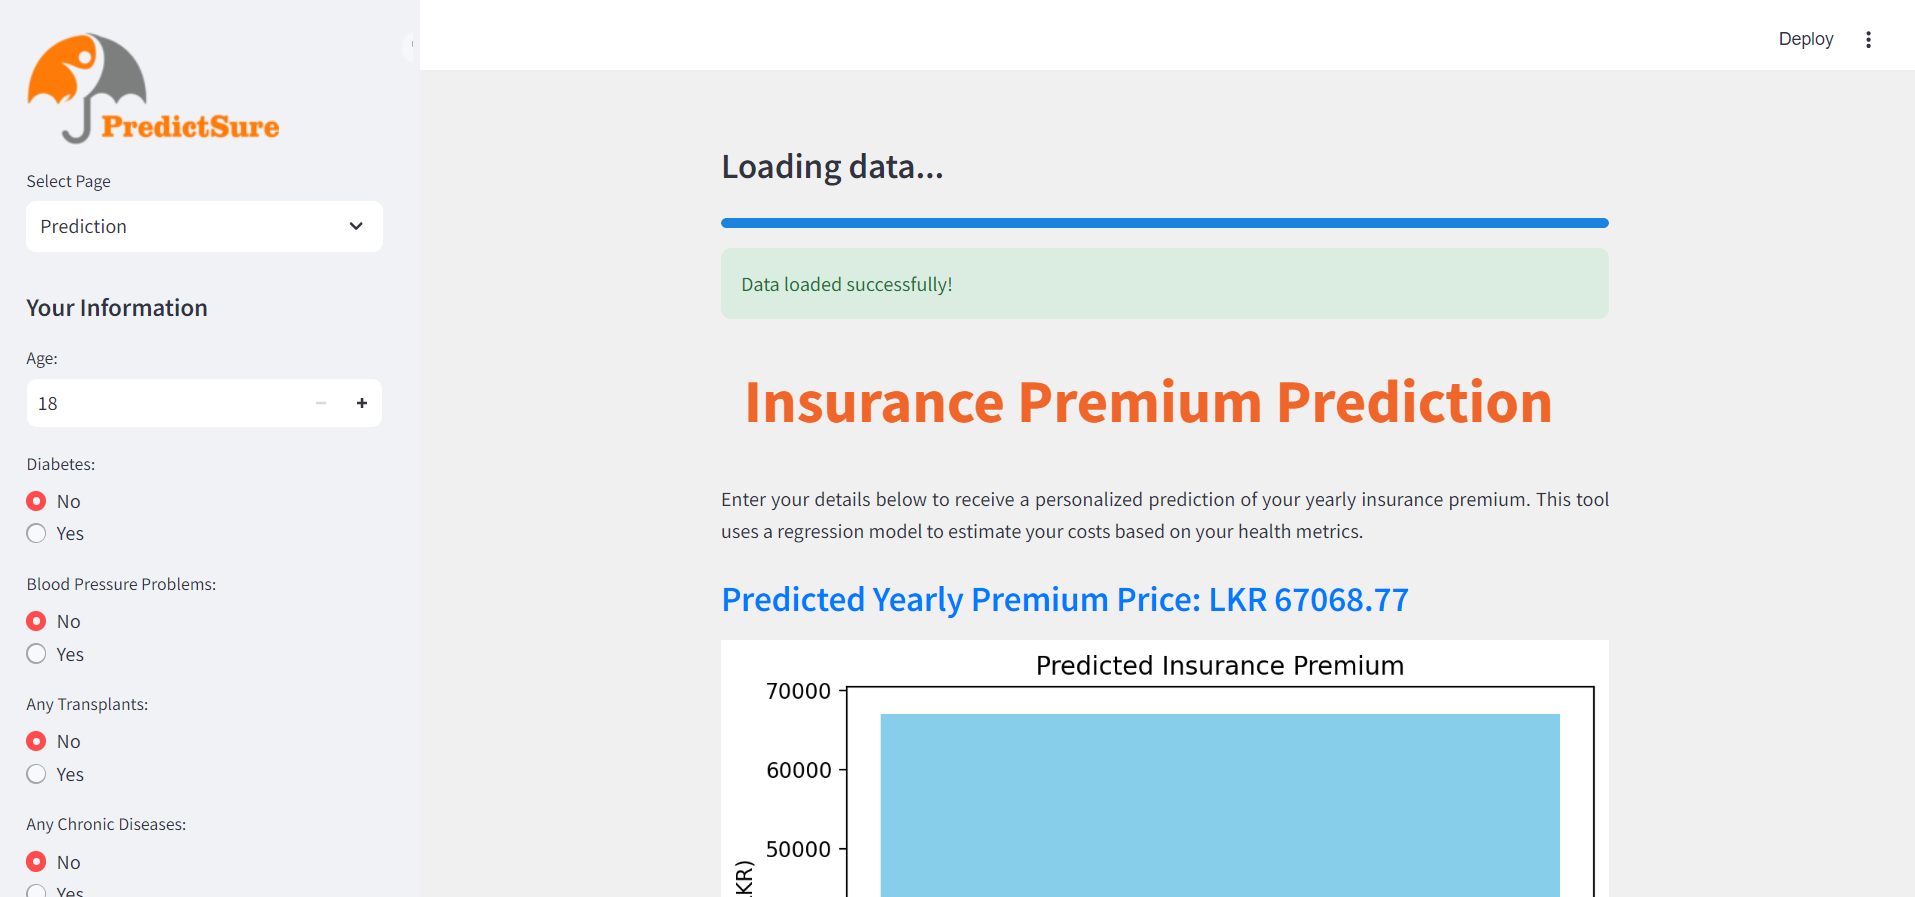 PredictSure
Select Page
Prediction
Your Information
Age:
18
Diabetes:
No
Yes
Blood Pressure Problems:
No
Yes
Any Transplants:
No
Yes
Any Chronic Diseases:
No
Yes
Deploy
Loading data...
Data loaded successfully!
Insurance Premium Prediction
Enter your details below to receive a personalized prediction of your yearly insurance premium. This tool
uses a regression model to estimate your costs based on your health metrics.
Predicted Yearly Premium Price: LKR 67068.77
Predicted Insurance Premium
70000
60000
50000
KR)